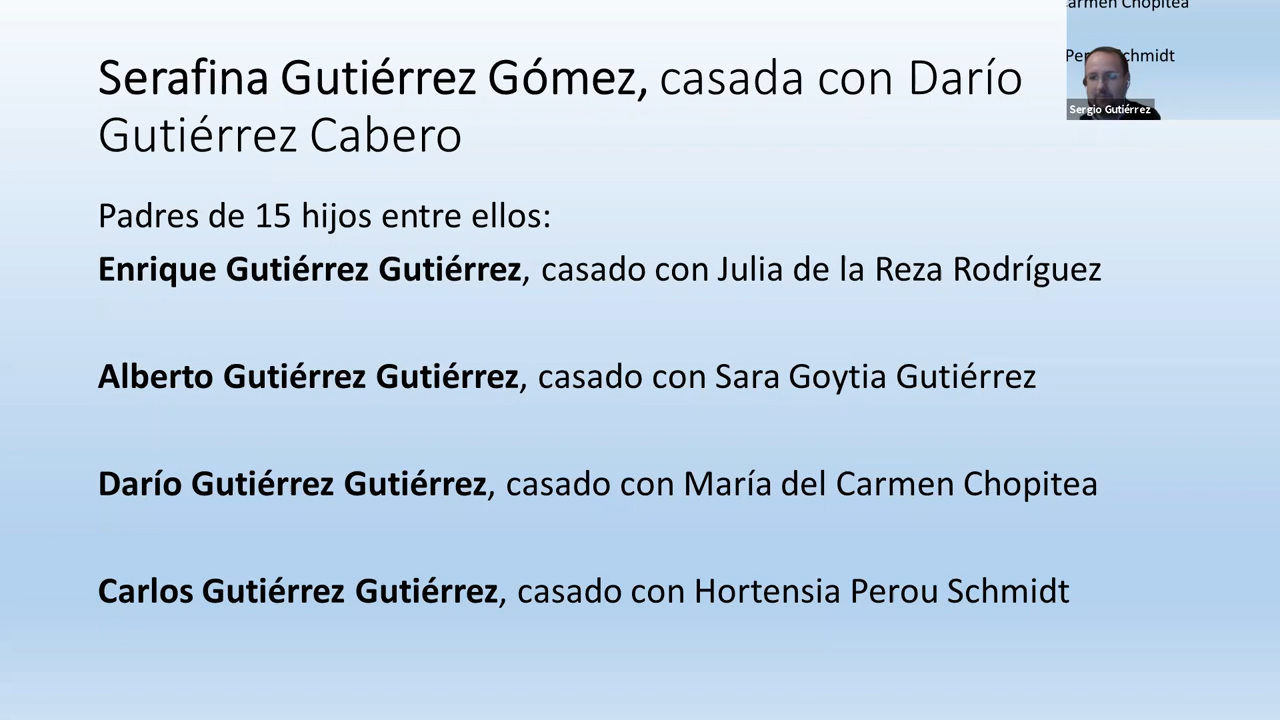 Serafina Gutiérrez Gómez, casada con Darío
Gutiérrez Cabero
Padres de 15 hijos entre ellos:
Enrique Gutiérrez Gutiérrez, casado con Julia de la Reza Rodríguez
Alberto Gutiérrez Gutiérrez, casado con Sara Goytia Gutiérrez
Darío Gutiérrez Gutiérrez, casado con María del Carmen Chopitea
Carlos Gutiérrez Gutiérrez, casado con Hortensia Perou Schmidt
Chopitea
Sergio Gutiérrez